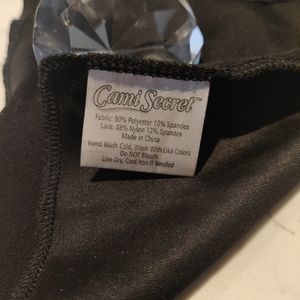 Cami Secret™
Fabric: 90% Polyester 10% Spandex
Lace: 88% Nylon 12% Spandex
Made in China
Hand Wash Cold, Wash With Like Colors
Do NOT Bleach
Line Dry, Cool Iron if Needed